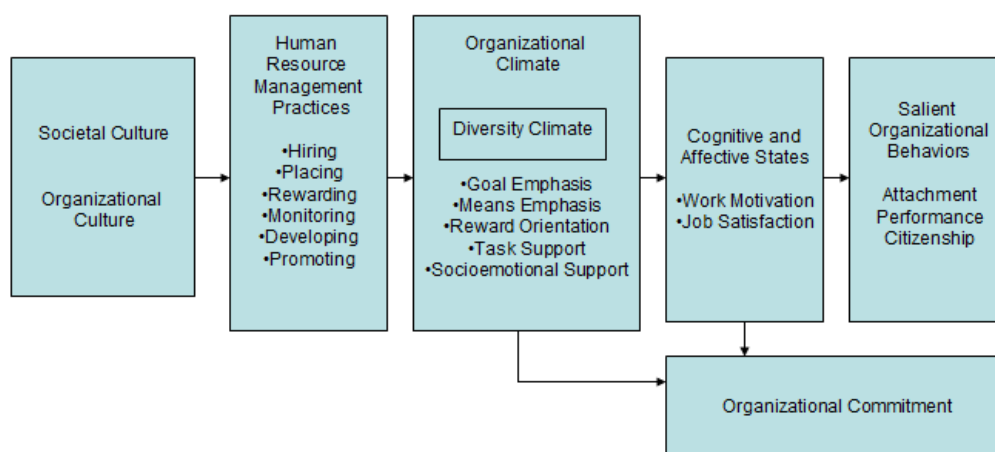 Societal Culture
Organizational
Culture
Human
Resource
Management
Practices
•Hiring
•Placing
•Rewarding
•Monitoring
•Developing
•Promoting
Organizational
Climate
Diversity Climate
•Goal Emphasis
•Means Emphasis
•Reward Orientation
•Task Support
•Socioemotional Support
Cognitive and
Affective States
•Work Motivation
•Job Satisfaction
Salient
Organizational
Behaviors
Attachment
Performance
Citizenship
Organizational Commitment